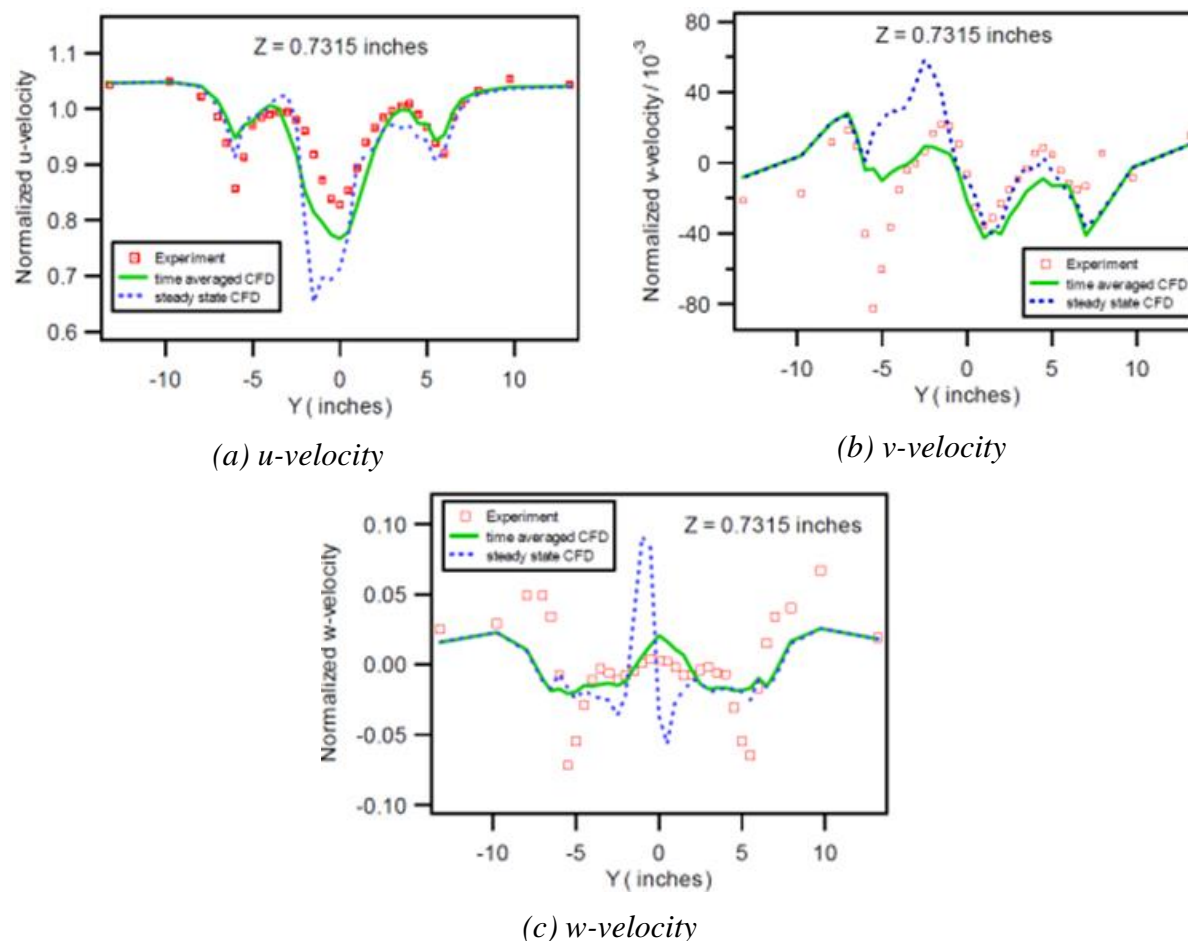 Z = 0.7315 inches
Normalized u-velocity
1.1
1.0
0.9
0.8
0.7
0.6
Experiment
time averaged CFD
steady state CFD
-10 -5 0 5 10
Y ( inches)
(a) u-velocity
Z = 0.7315 inches
Normalized v-velocity / 10⁻³
80
40
0
-40
-80
Experiment
time averaged CFD
steady state CFD
-10 -5 0 5 10
Y ( inches)
(b) v-velocity
Experiment
time averaged CFD
steady state CFD
Z = 0.7315 inches
Normalized w-velocity
0.10
0.05
0.00
-0.05
-0.10
-10 -5 0 5 10
Y ( inches)
(c) w-velocity